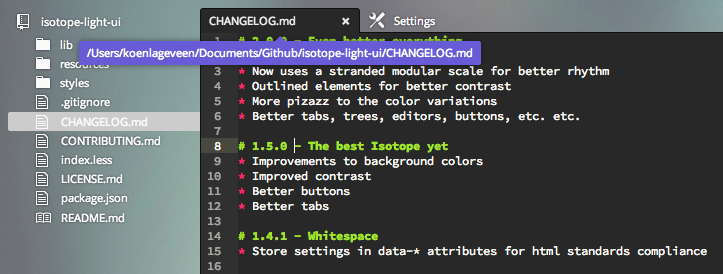 isotope-light-ui
lib
resources
styles
.gitignore
CHANGELOG.md
CONTRIBUTING.md
index.less
LICENSE.md
package.json
README.md
CHANGELOG.md ×
Settings
/Users/koenlageveen/Documents/Github/isotope-light-ui/CHANGELOG.md
1 # 2.0.0 - Even better everything
3 * Now uses a stranded modular scale for better rhythm
4 * Outlined elements for better contrast
5 * More pizazz to the color variations
6 * Better tabs, trees, editors, buttons, etc. etc.
7
8 # 1.5.0 - The best Isotope yet
9 * Improvements to background colors
10 * Improved contrast
11 * Better buttons
12 * Better tabs
13
14 # 1.4.1 - Whitespace
15 * Store settings in data-* attributes for html standards compliance
16